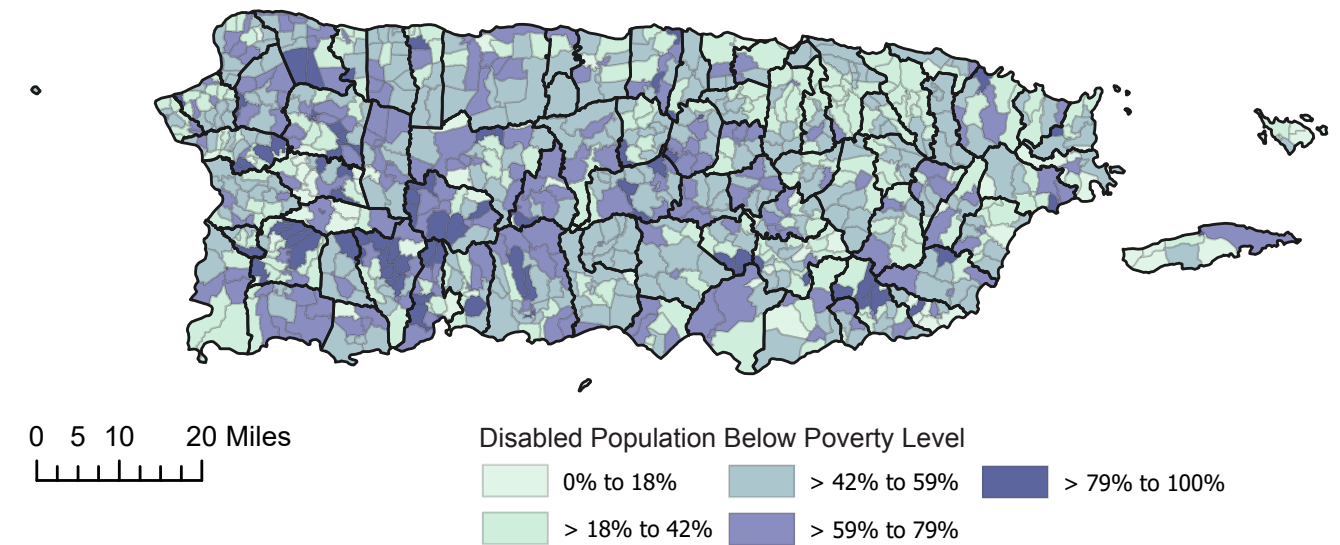 0 5 10 20 Miles
Disabled Population Below Poverty Level
0% to 18% > 42% to 59% > 79% to 100%
> 18% to 42% > 59% to 79%